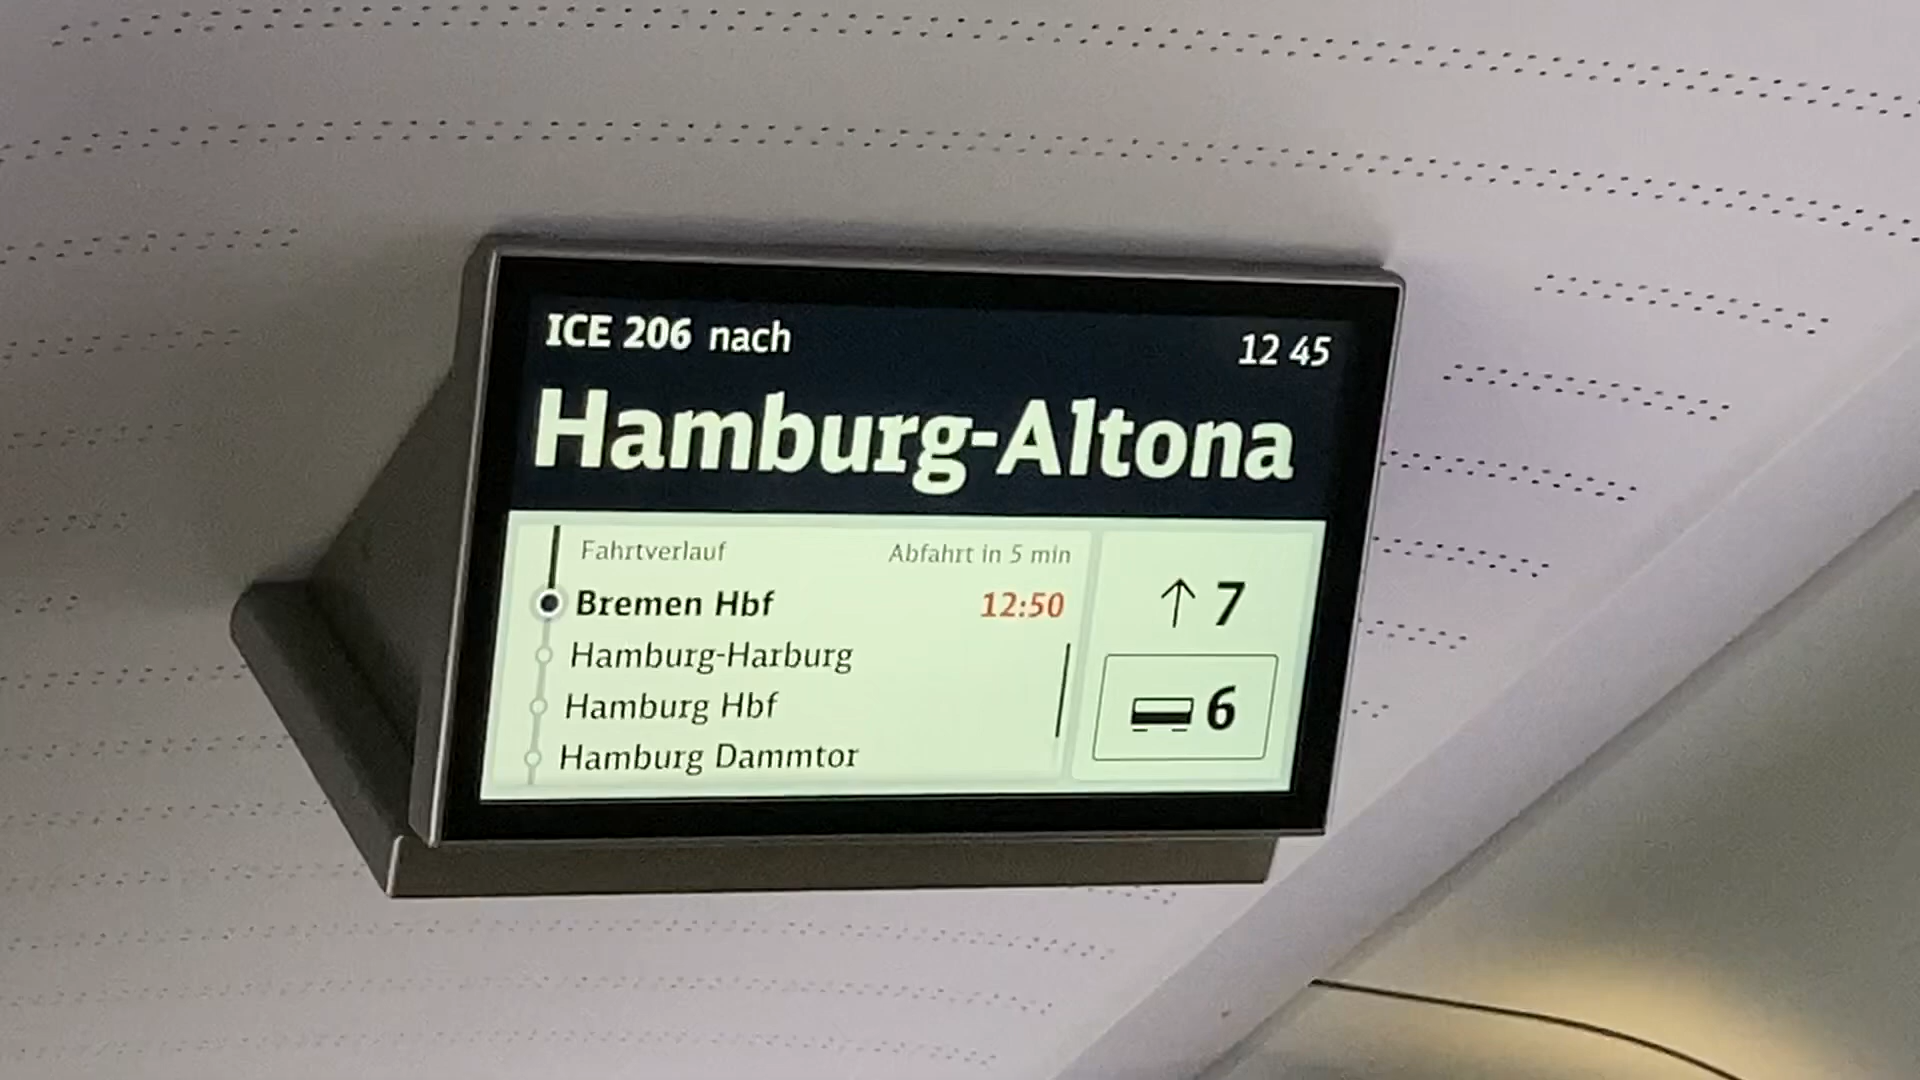 ICE 206 nach 12 45
Hamburg-Altona
Fahrtverlauf Abfahrt in 5 min
Bremen Hbf 12:50
Hamburg-Harburg
Hamburg Hbf
Hamburg Dammtor
↑ 7
6